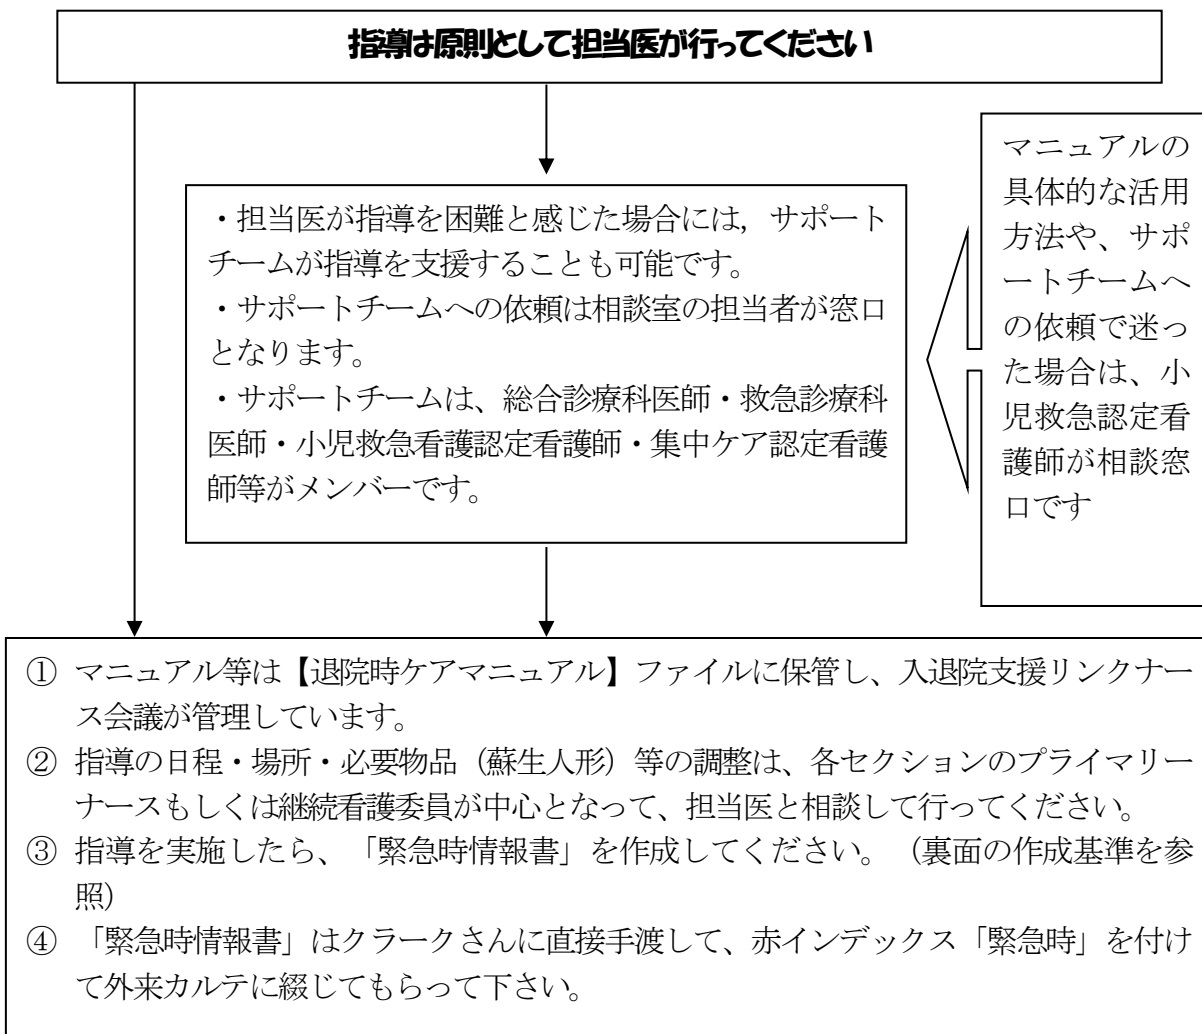 指導は原則として担当医が行ってください
・担当医が指導を困難と感じた場合には，サポート
チームが指導を支援することも可能です。
・サポートチームへの依頼は相談室の担当者が窓口
となります。
・サポートチームは、総合診療科医師・救急診療科
医師・小児救急看護認定看護師・集中ケア認定看護
師等がメンバーです。
マニュアルの
具体的な活用
方法や、サポ
ートチームへ
の依頼で迷っ
た場合は、小
児救急認定看
護師が相談窓
口です
① マニュアル等は【退院時ケアマニュアル】ファイルに保管し、入退院支援リンクナー
ス会議が管理しています。
② 指導の日程・場所・必要物品（蘇生人形）等の調整は、各セクションのプライマリー
ナースもしくは継続看護委員が中心となって、担当医と相談して行ってください。
③ 指導を実施したら、「緊急時情報書」を作成してください。（裏面の作成基準を参
照）
④ 「緊急時情報書」はクラークさんに直接手渡して、赤インデックス「緊急時」を付け
て外来カルテに綴じてもらって下さい。